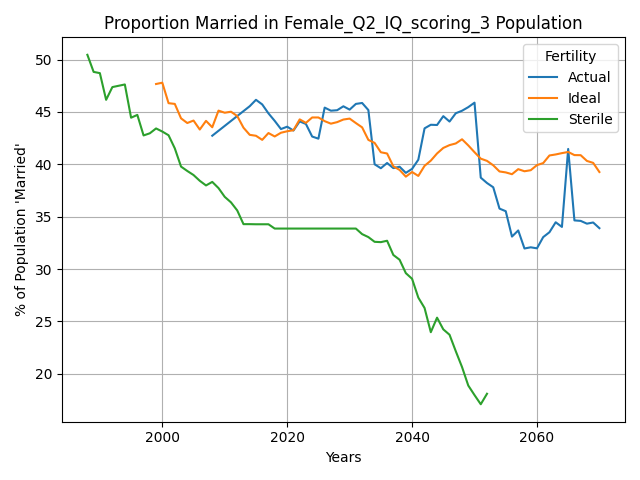 Proportion Married in Female_Q2_IQ_scoring_3 Population
% of Population 'Married'
50
45
40
35
30
25
20
Fertility
Actual
Ideal
Sterile
2000
2020
2040
2060
Years